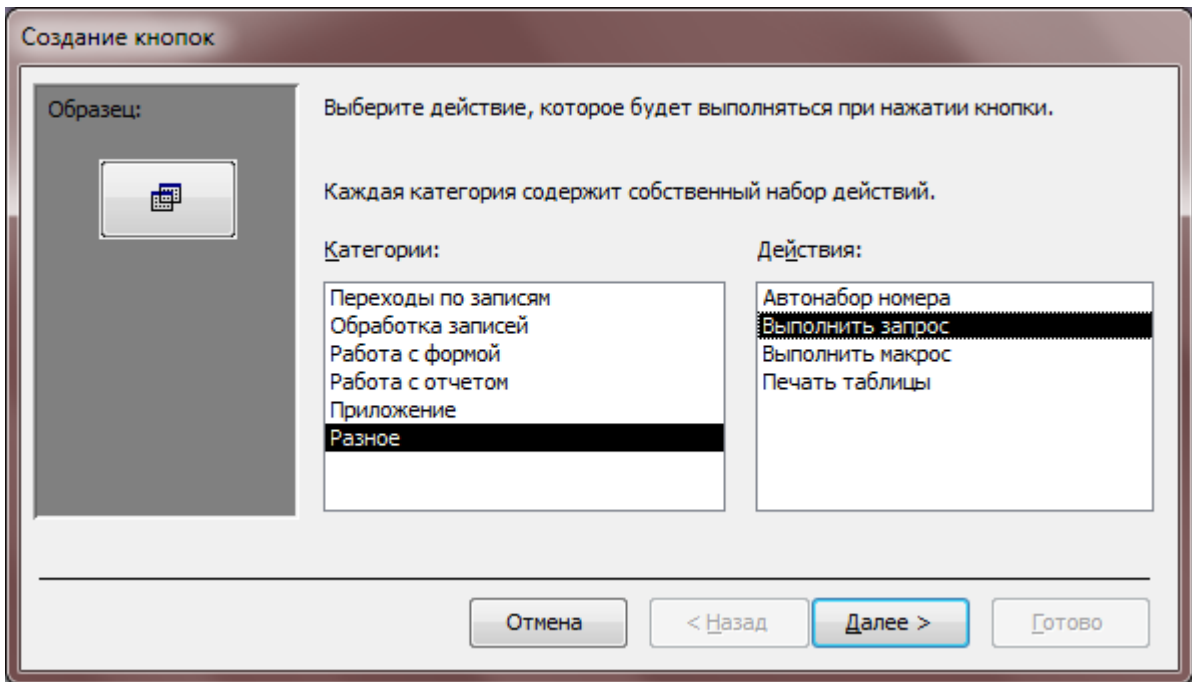 Создание кнопок
Образец:
Выберите действие, которое будет выполняться при нажатии кнопки.
Каждая категория содержит собственный набор действий.
Категории:
Переходы по записям
Обработка записей
Работа с формой
Работа с отчетом
Приложение
Разное
Действия:
Автонабор номера
Выполнить запрос
Выполнить макрос
Печать таблицы
Отмена
< Назад
Далее >
Готово